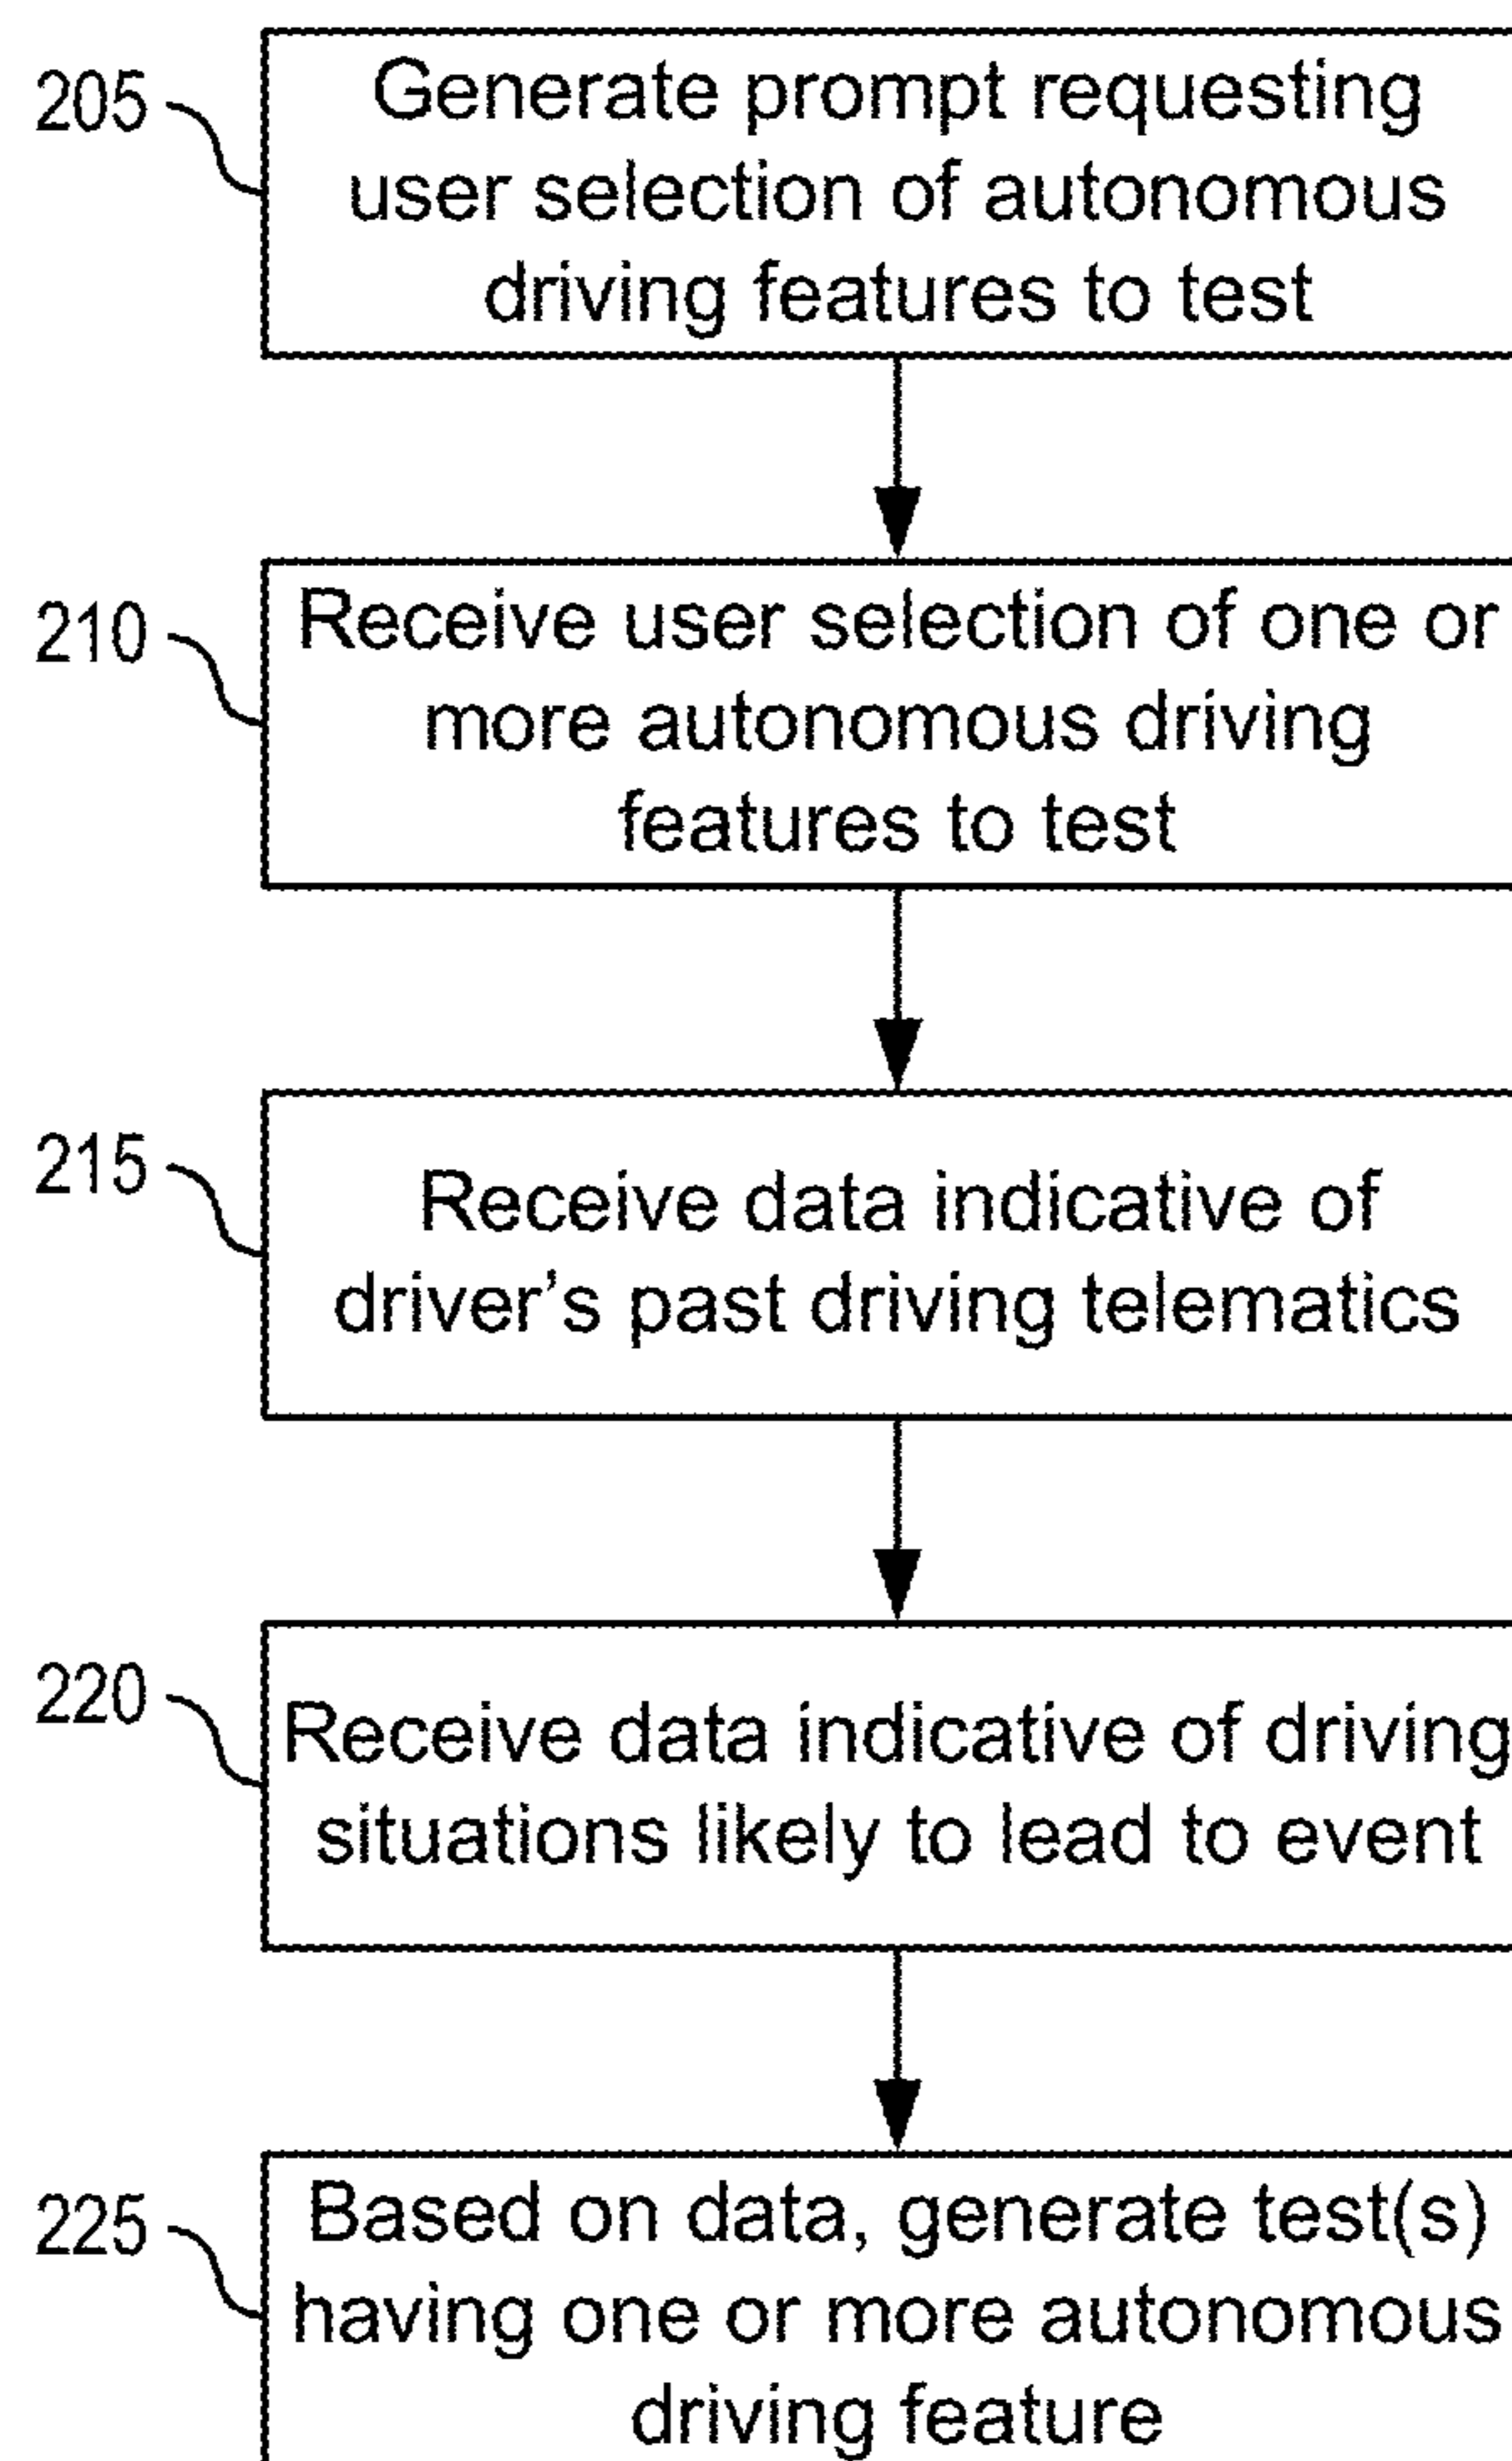 205
Generate prompt requesting
user selection of autonomous
driving features to test
210
Receive user selection of one or
more autonomous driving
features to test
215
Receive data indicative of
driver's past driving telematics
220
Receive data indicative of driving
situations likely to lead to event
225
Based on data, generate test(s)
having one or more autonomous
driving feature